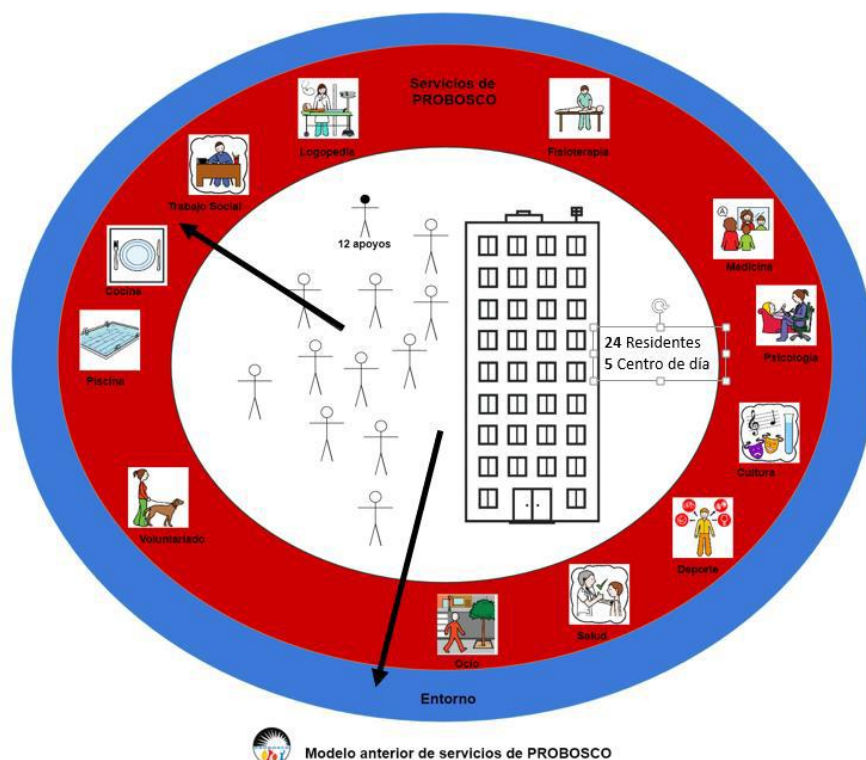 Servicios de
PROBOSCO
Logopedia
Fisioterapia
Trabajo Social
12 apoyos
A
Medicina
Cocina
24 Residentes
5 Centro de día
Psicología
Piscina
Cultura
Voluntariado
Deporte
Salud
Ocio
Entorno
Modelo anterior de servicios de PROBOSCO